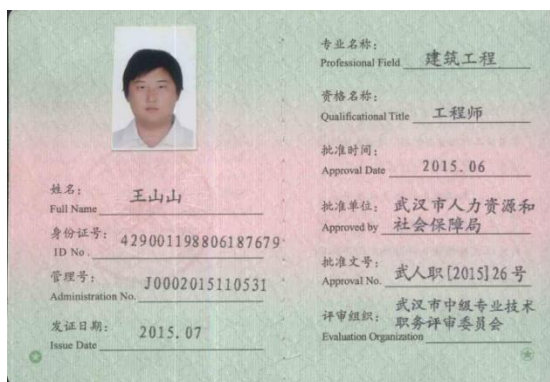 姓名：王山山
Full Name
身份证号：429001198806187679
ID No .
管理号：J0002015110531
Administration No.
发证日期：2015.07
Issue Date
专业名称：
Professional Field 建筑工程
资格名称：
Qualificational Title 工程师
批准时间：
Approval Date 2015.06
批准单位：武汉市人力资源和
Approved by 社会保障局
批准文号：武人职[2015]26号
Approval No.
评审组织：武汉市中级专业技术
职务评审委员会
Evaluation Organization